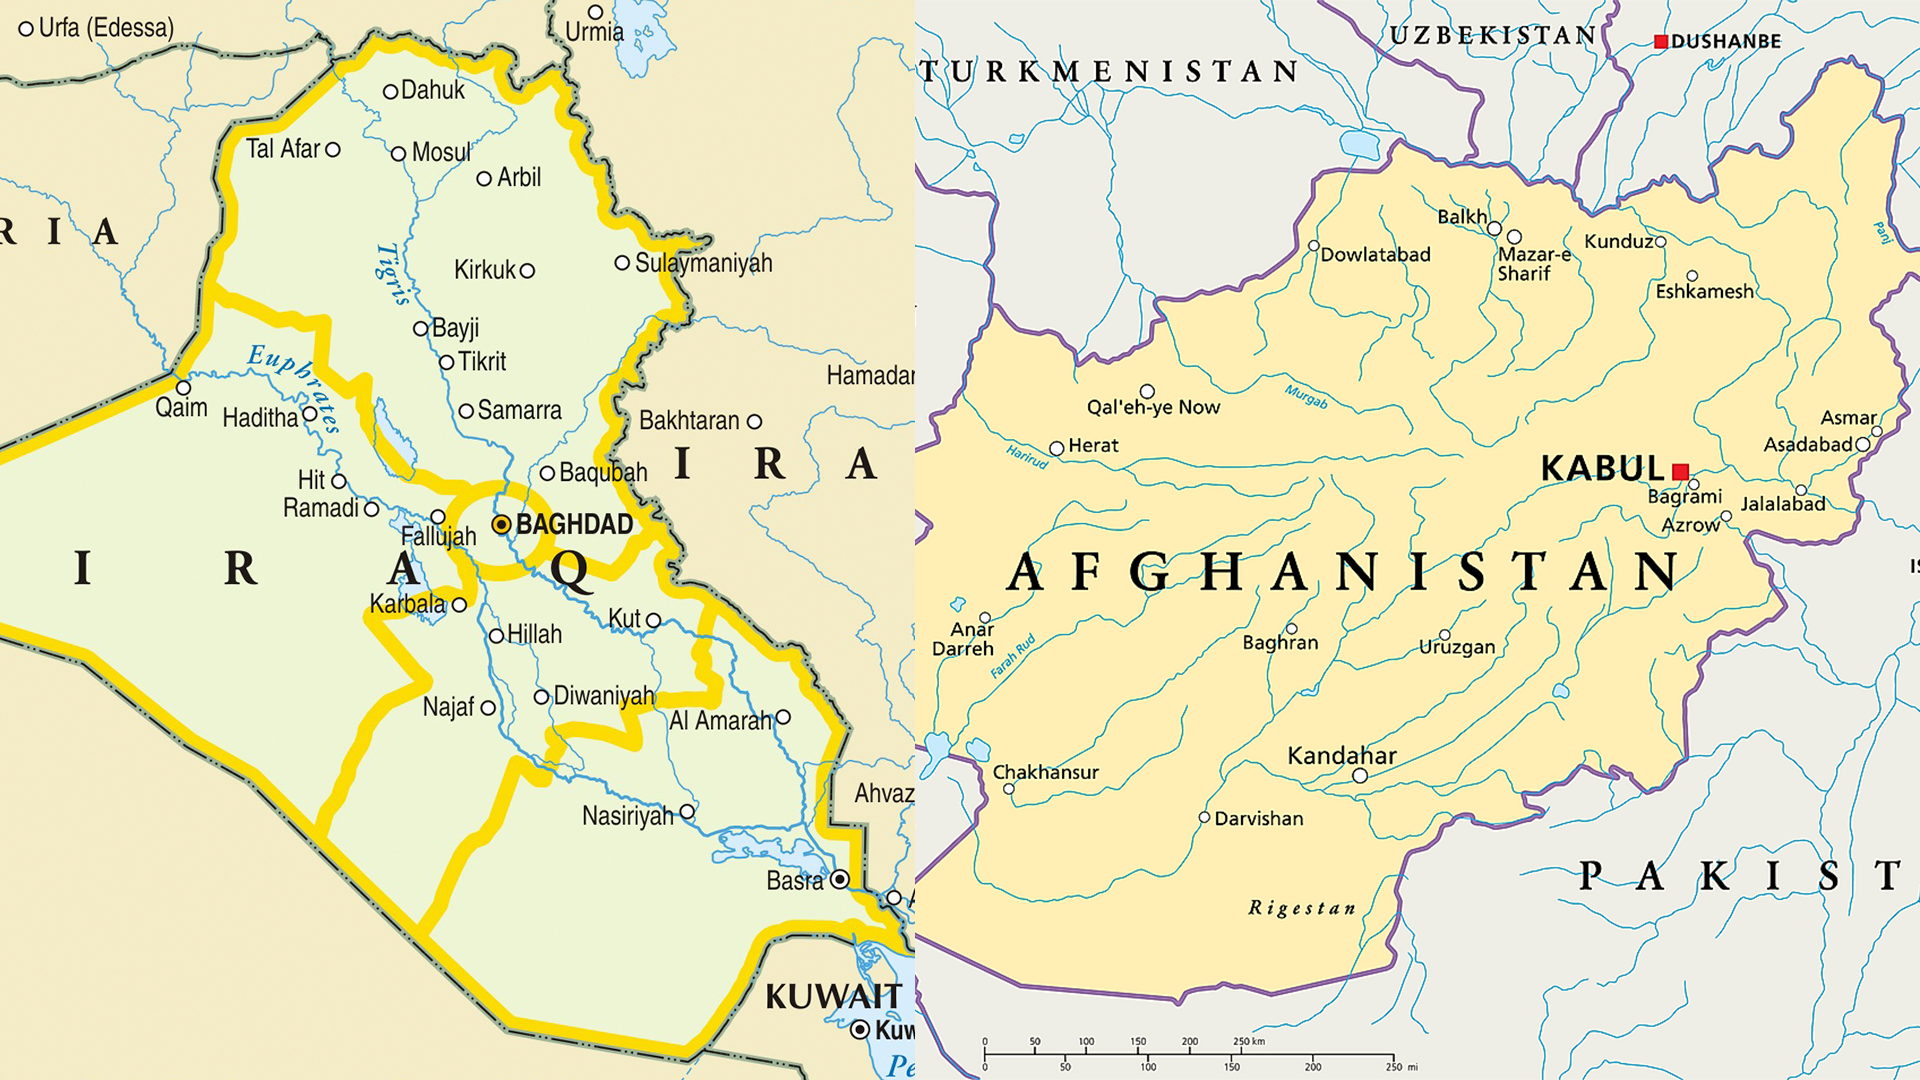 Urfa (Edessa)
Urmia
Dahuk
Tal Afar
Mosul
Arbil
R I A
Tigris
Kirkuk
Sulaymaniyah
Bayji
Euphrates
Tikrit
Hamadan
Qaim
Haditha
Samarra
Bakhtaran
I R A
Hit
Baqubah
Ramadi
Fallujah
BAGHDAD
I R A Q
Karbala
Kut
Hillah
Najaf
Diwaniyah
Al Amarah
Ahvaz
Nasiriyah
Basra
A
KUWAIT
Kuw
Pe
UZBEKISTAN
DUSHANBE
TURKMENISTAN
Balkh
Panj
Dowlatabad
Mazar-e
Sharif
Kunduz
Eshkamesh
Murgab
Qal'eh-ye Now
Asmar
Herat
Asadabad
Harirud
KABUL
Bagrami
Jalalabad
Azrow
AFGHANISTAN
IS
Anar
Darreh
Farah Rud
Baghran
Uruzgan
Kandahar
Chakhansur
Darvishan
PAKIST
Rigestan
0 50 100 150 200 250 km
0 50 100 200 250 mi